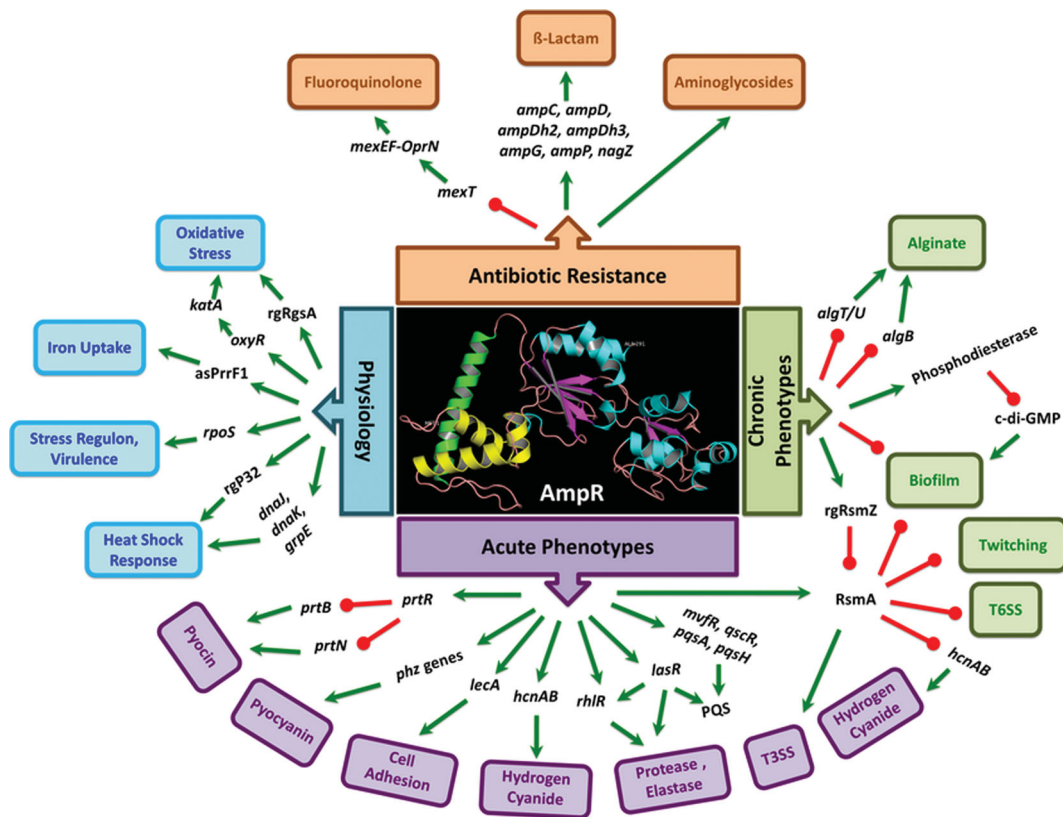 ß-Lactam
Fluoroquinolone
Aminoglycosides
ampC, ampD,
ampDh2, ampDh3,
ampG, ampP, nagZ
mexEF-OprN
mexT
Oxidative
Stress
Antibiotic Resistance
Alginate
katA
rgRgsA
oxyR
algT/U
algB
Iron Uptake
asPrrF1
Phosphodiesterase
c-di-GMP
Physiology
Chronic
Phenotypes
Stress Regulon,
Virulence
rpoS
rgP32
dnaJ,
dnaK,
grpE
Heat Shock
Response
AmpR
Biofilm
rgRsmZ
Twitching
Acute Phenotypes
RsmA
T6SS
hcnAB
prtB
prtR
prtN
Pyocin
mvfR, qscR,
pqsA, pqsH
phz genes
lecA
hcnAB
rhlR
lasR
PQS
Pyocyanin
Cell
Adhesion
Hydrogen
Cyanide
Protease ,
Elastase
T3SS
Hydrogen
Cyanide